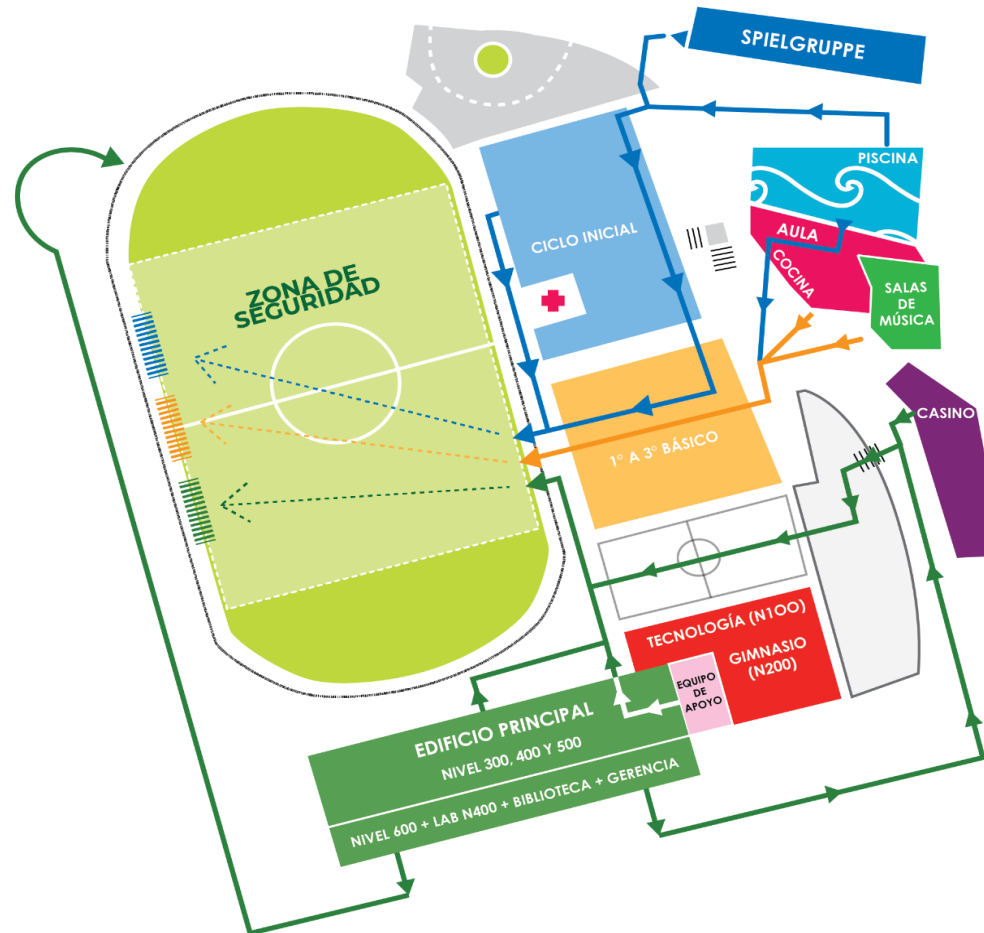 SPIELGRUPPE
PISCINA
AULA
COCINA
SALAS
DE
MÚSICA
CICLO INICIAL
ZONA DE
SEGURIDAD
CASINO
1° A 3° BÁSICO
TECNOLOGÍA (N1OO)
GIMNASIO
(N200)
EQUIPO
DE
APOYO
EDIFICIO PRINCIPAL
NIVEL 300, 400 Y 500
NIVEL 600 + LAB N400 + BIBLIOTECA + GERENCIA